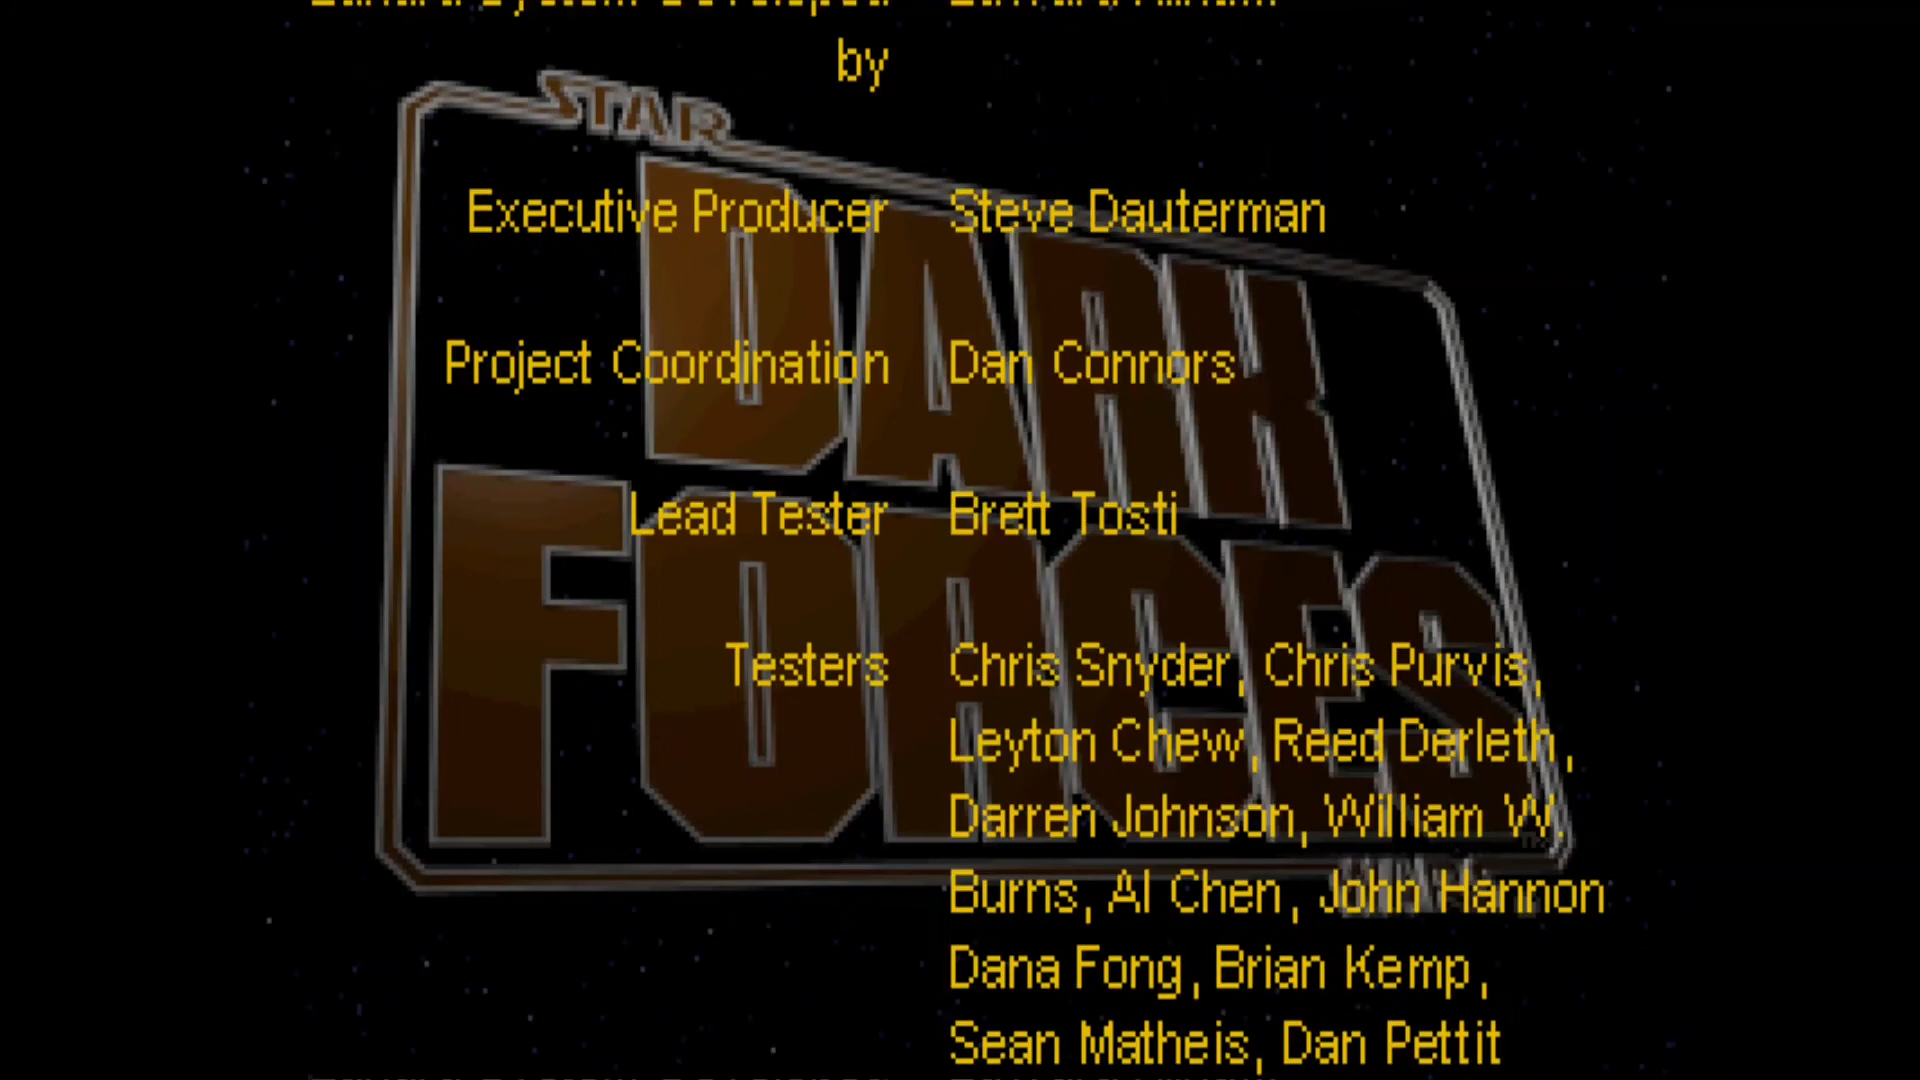 by
STAR
Executive Producer Steve Dauterman
DARK
Project Coordination Dan Connors
Lead Tester Brett Tosti
FORCES
Testers Chris Snyder, Chris Purvis,
Leyton Chew, Reed Derleth,
Darren Johnson, William W.
Burns, Al Chen, John Hannon
Dana Fong, Brian Kemp,
Sean Matheis, Dan Pettit